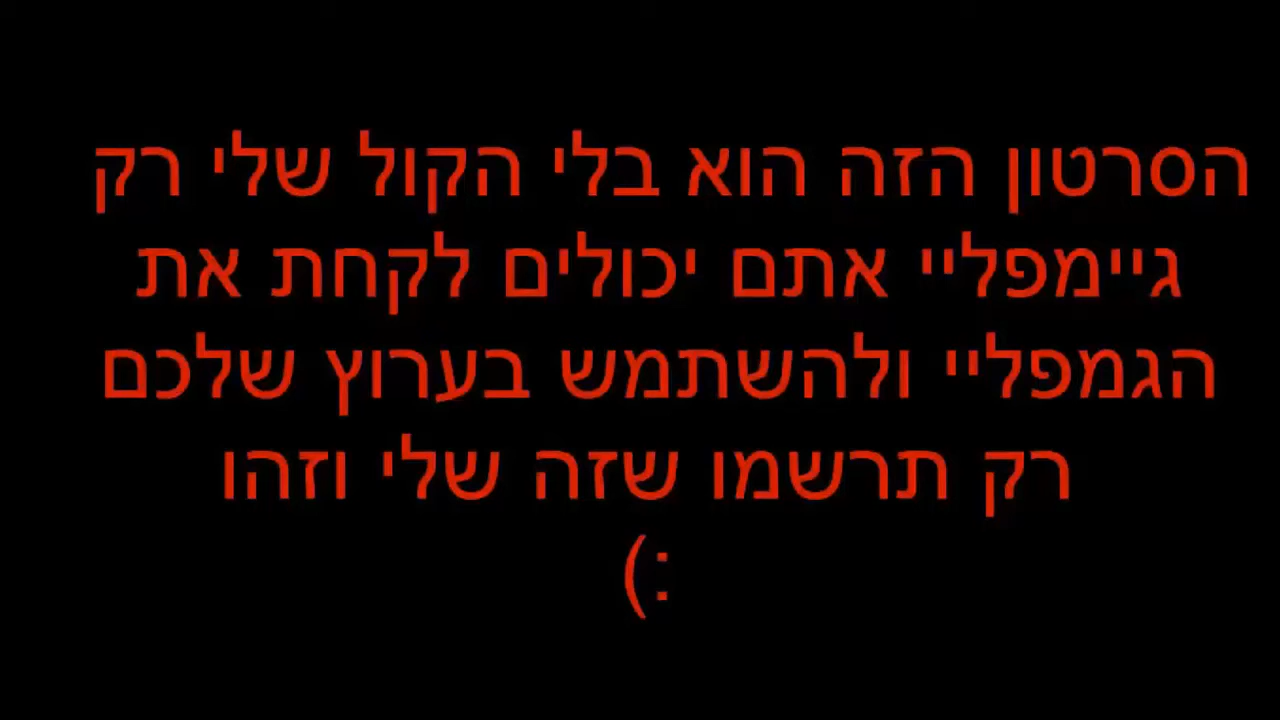 הסרטון הזה הוא בלי הקול שלי רק
גיימפליי אתם יכולים לקחת את
הגמפליי ולהשתמש בערוץ שלכם
רק תרשמו שזה שלי וזהו
:)